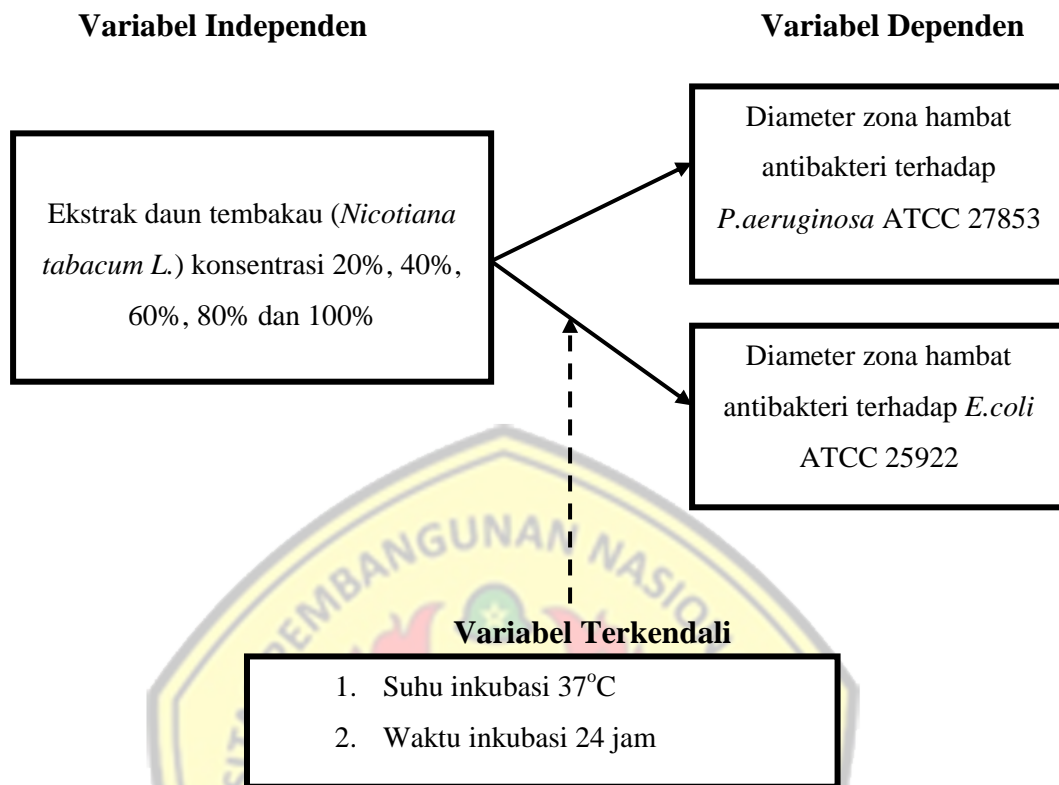 Variabel Independen
Variabel Dependen
Ekstrak daun tembakau (Nicotiana
tabacum L.) konsentrasi 20%, 40%,
60%, 80% dan 100%
Diameter zona hambat
antibakteri terhadap
P.aeruginosa ATCC 27853
Diameter zona hambat
antibakteri terhadap E.coli
ATCC 25922
PEMBANGUNAN
Variabel Terkendali
1. Suhu inkubasi 37°C
2. Waktu inkubasi 24 jam